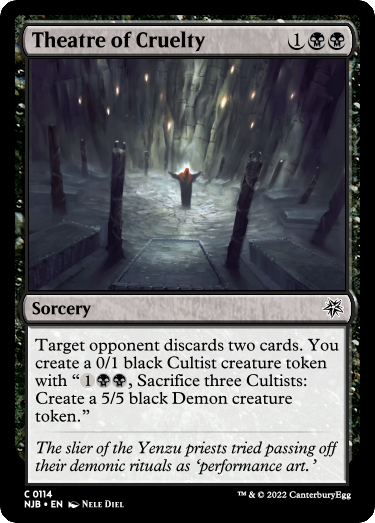 Theatre of Cruelty 1
Sorcery
Target opponent discards two cards. You
create a 0/1 black Cultist creature token
with “1, Sacrifice three Cultists:
Create a 5/5 black Demon creature
token.”
The slier of the Yenzu priests tried passing off
their demonic rituals as ‘performance art.’
C 0114
NJB • EN NELE DIEL
™ & © 2022 CanterburyEgg